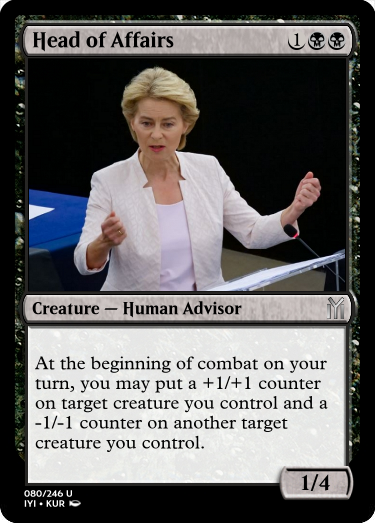 Head of Affairs 1
Creature — Human Advisor
At the beginning of combat on your
turn, you may put a +1/+1 counter
on target creature you control and a
-1/-1 counter on another target
creature you control.
1/4
080/246 U
IYI • KUR